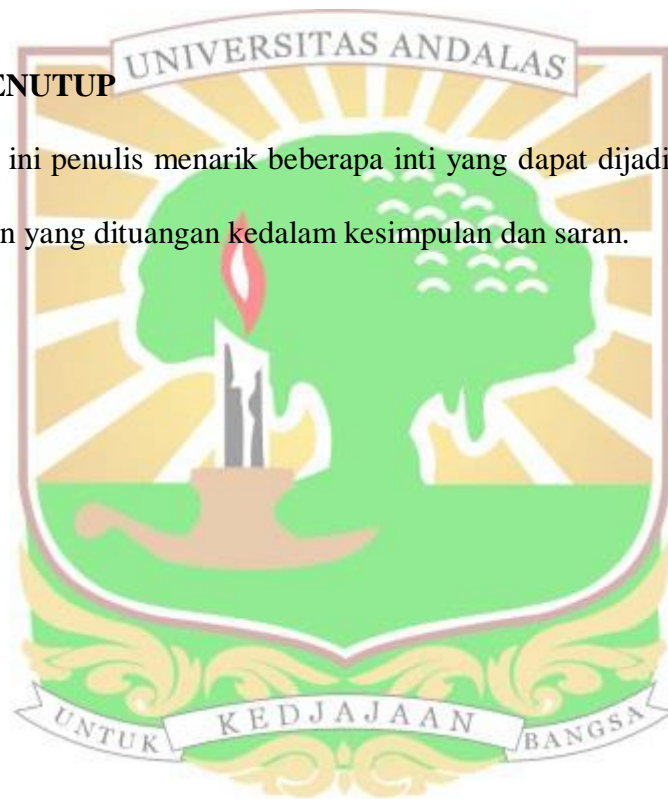 UNIVERSITAS ANDALAS
ENUTUP
ini penulis menarik beberapa inti yang dapat dijadi
n yang dituangan kedalam kesimpulan dan saran.
UNTUK KEDJAJAAN BANGSA